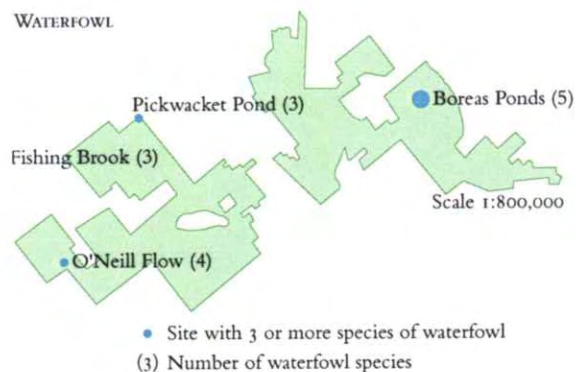 WATERFOWL
Pickwacket Pond (3)
Boreas Ponds (5)
Fishing Brook (3)
Scale 1:800,000
O'Neill Flow (4)
Site with 3 or more species of waterfowl
(3) Number of waterfowl species